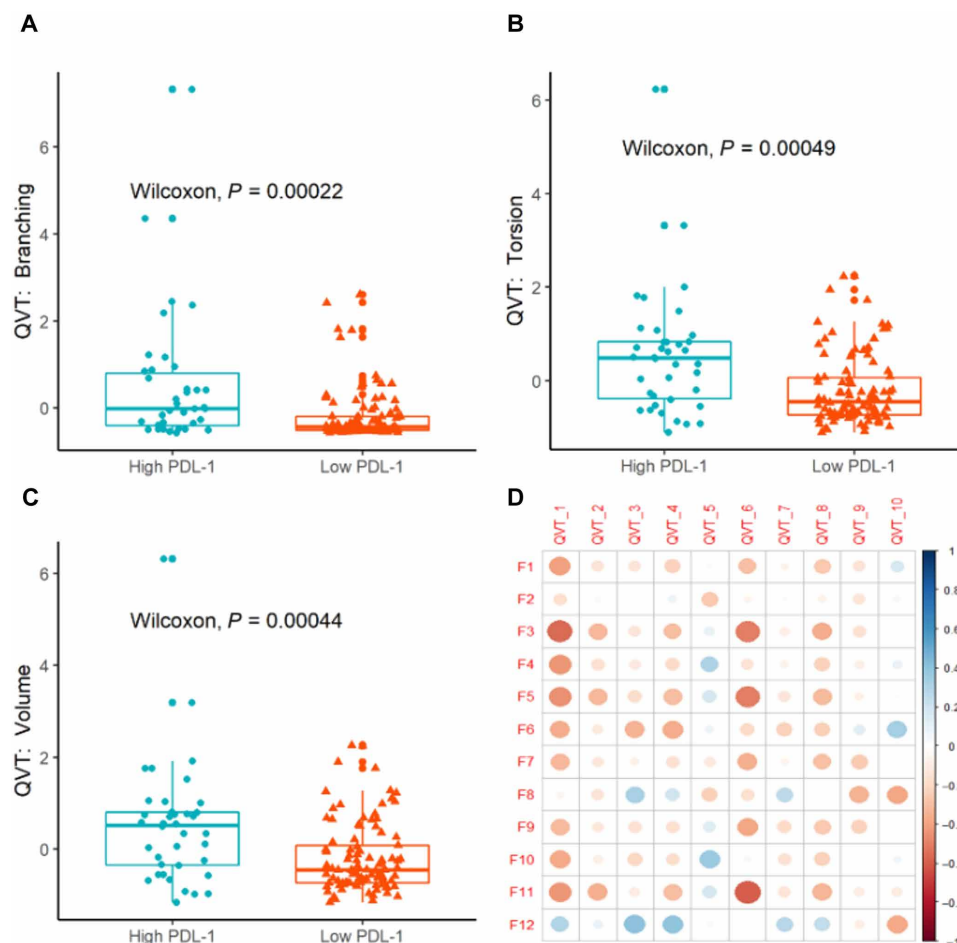 A
QVT: Branching
6
4
2
0
Wilcoxon, P = 0.00022
High PDL-1
Low PDL-1
B
QVT: Torsion
6
4
2
0
Wilcoxon, P = 0.00049
High PDL-1
Low PDL-1
C
QVT: Volume
6
4
2
0
Wilcoxon, P = 0.00044
High PDL-1
Low PDL-1
D
QVT_1 QVT_2 QVT_3 QVT_4 QVT_5 QVT_6 QVT_7 QVT_8 QVT_9 QVT_10
F1
F2
F3
F4
F5
F6
F7
F8
F9
F10
F11
F12
1
0.8
0.6
0.4
0.2
0